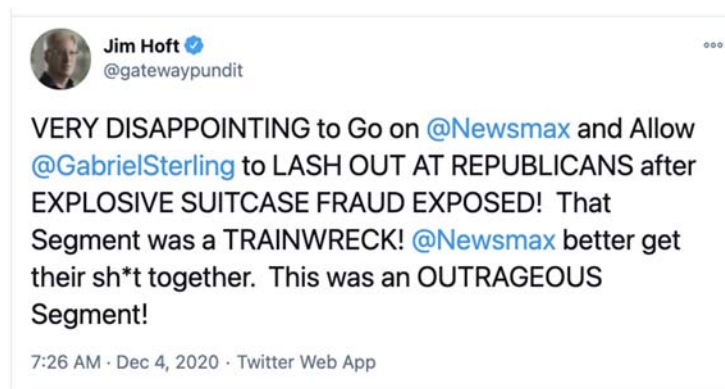 Jim Hoft
@gatewaypundit
VERY DISAPPOINTING to Go on @Newsmax and Allow
@GabrielSterling to LASH OUT AT REPUBLICANS after
EXPLOSIVE SUITCASE FRAUD EXPOSED!  That
Segment was a TRAINWRECK! @Newsmax better get
their sh*t together.  This was an OUTRAGEOUS
Segment!
7:26 AM · Dec 4, 2020 · Twitter Web App